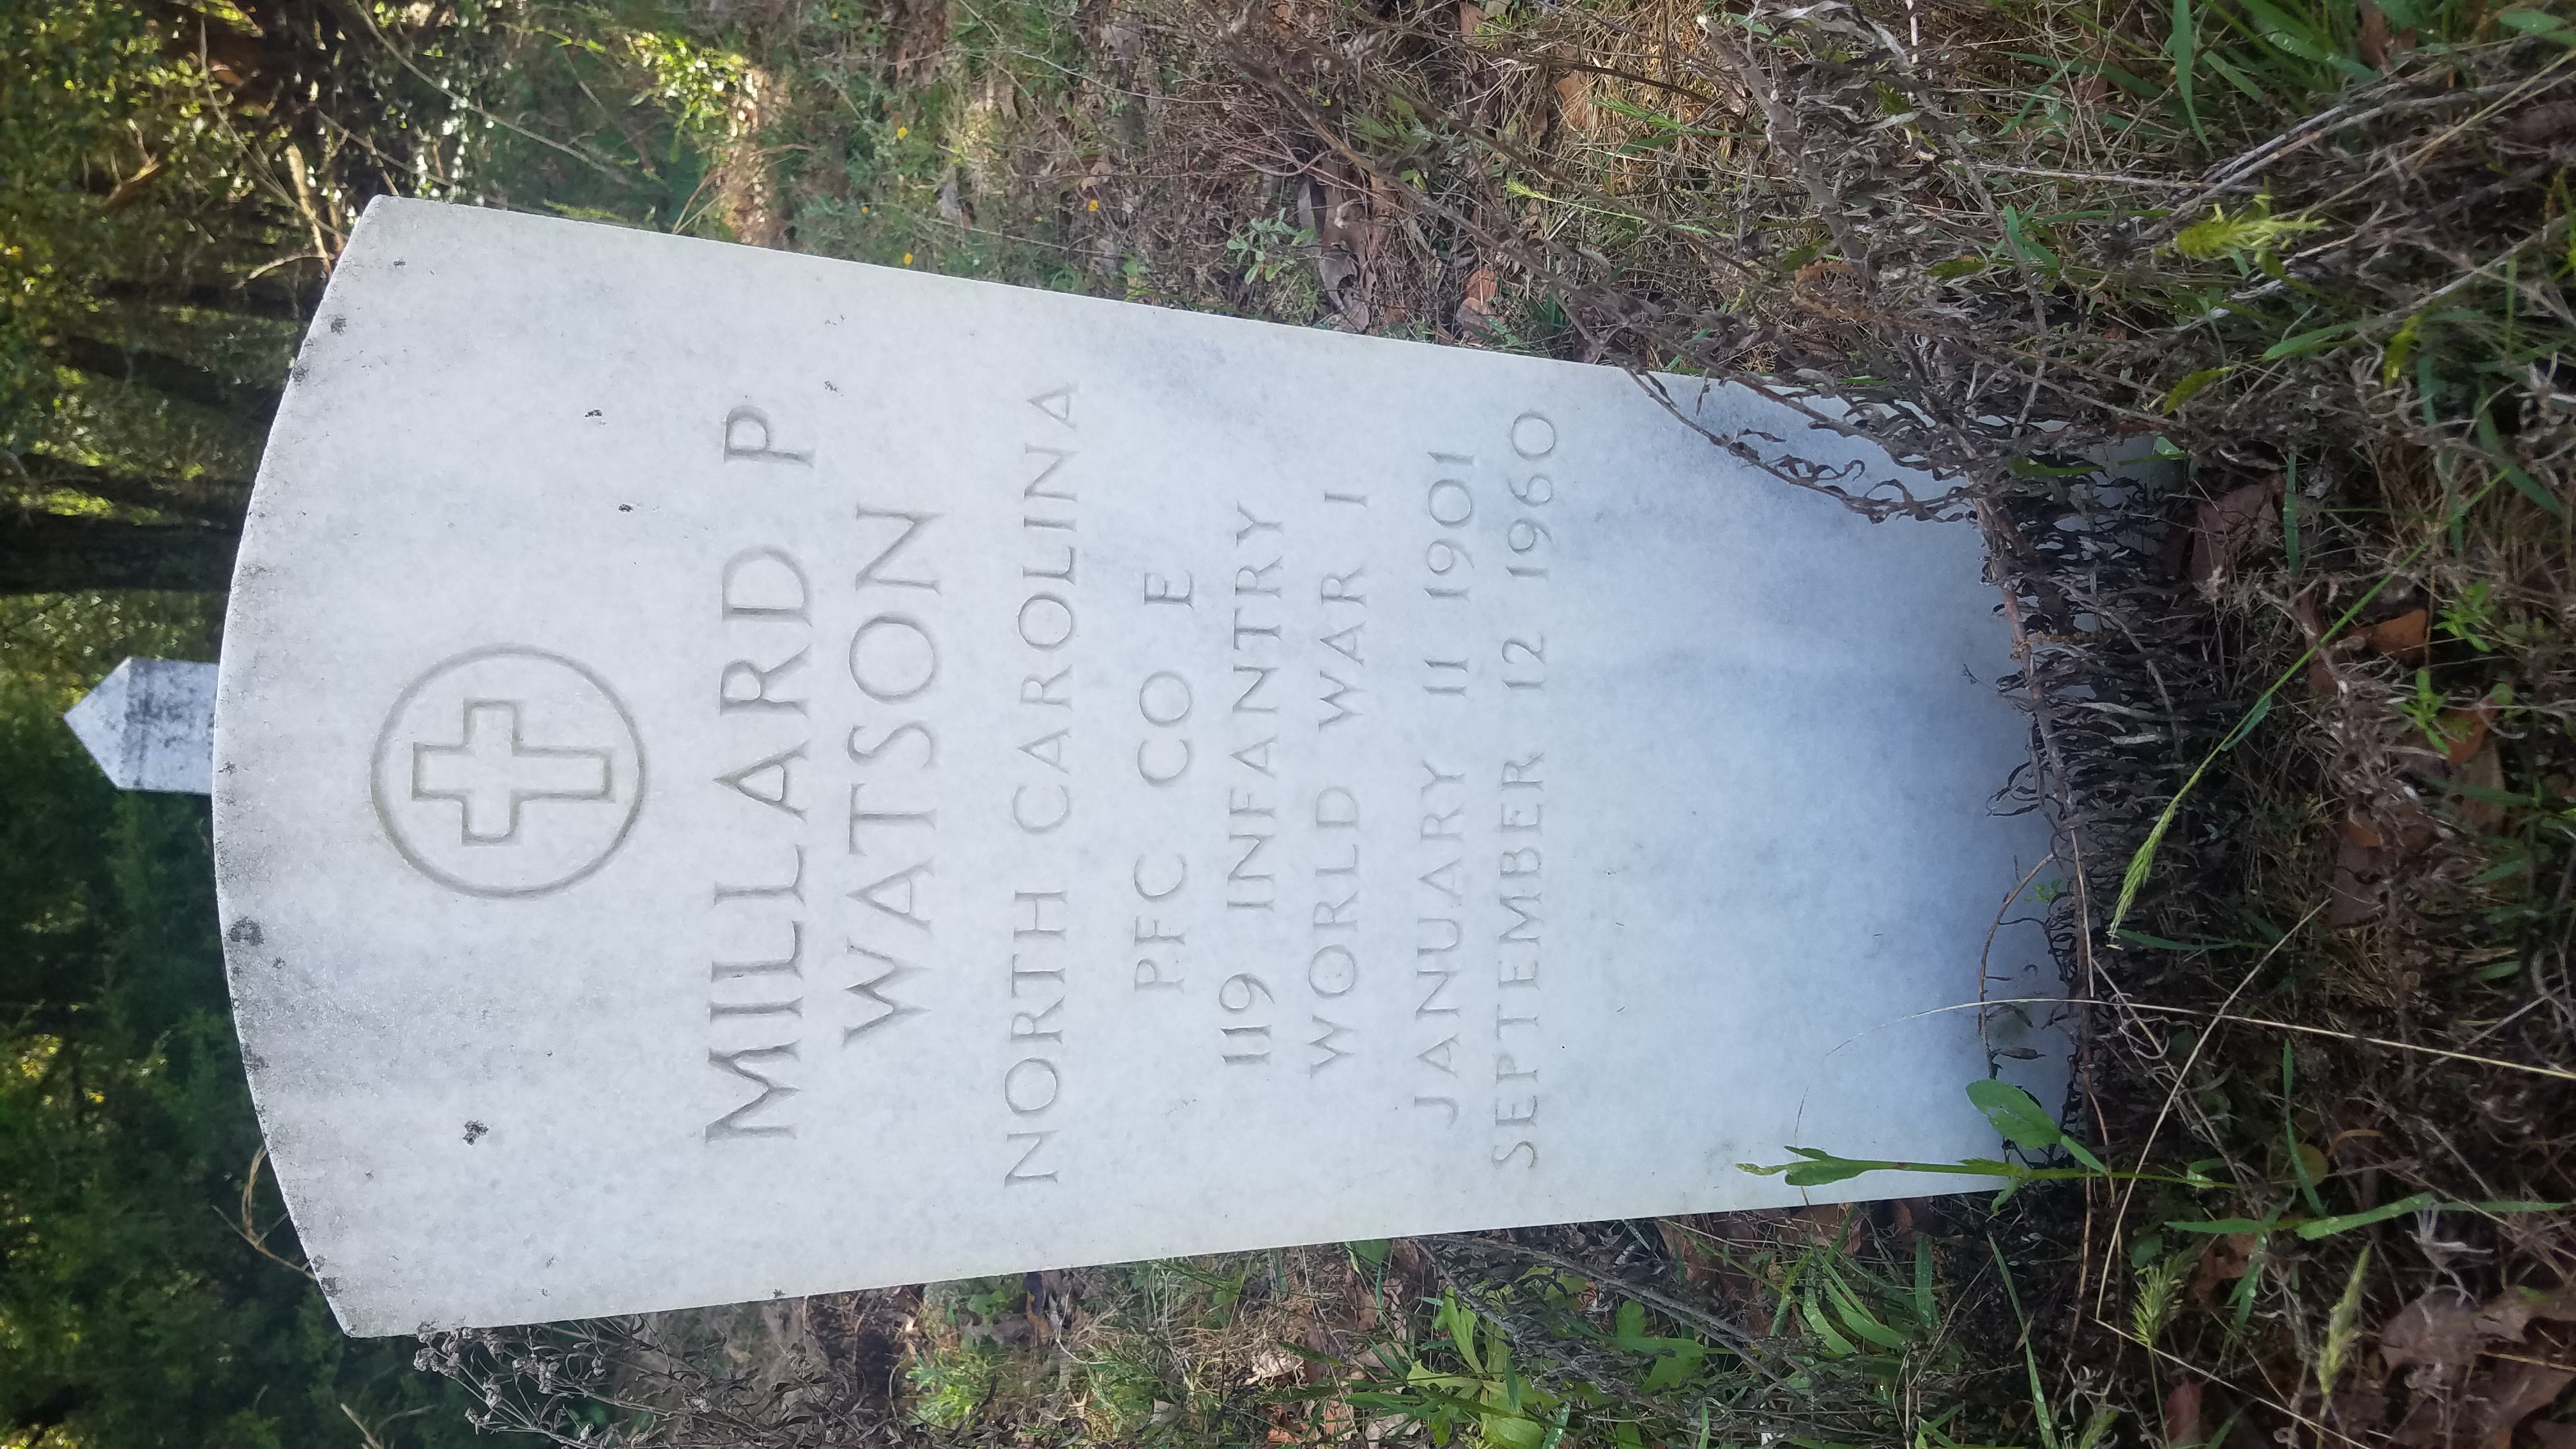 MILLARD P
WATSON
NORTH CAROLINA
PFC CO E
119 INFANTRY
WORLD WAR I
JANUARY 11 1901
SEPTEMBER 12 1960